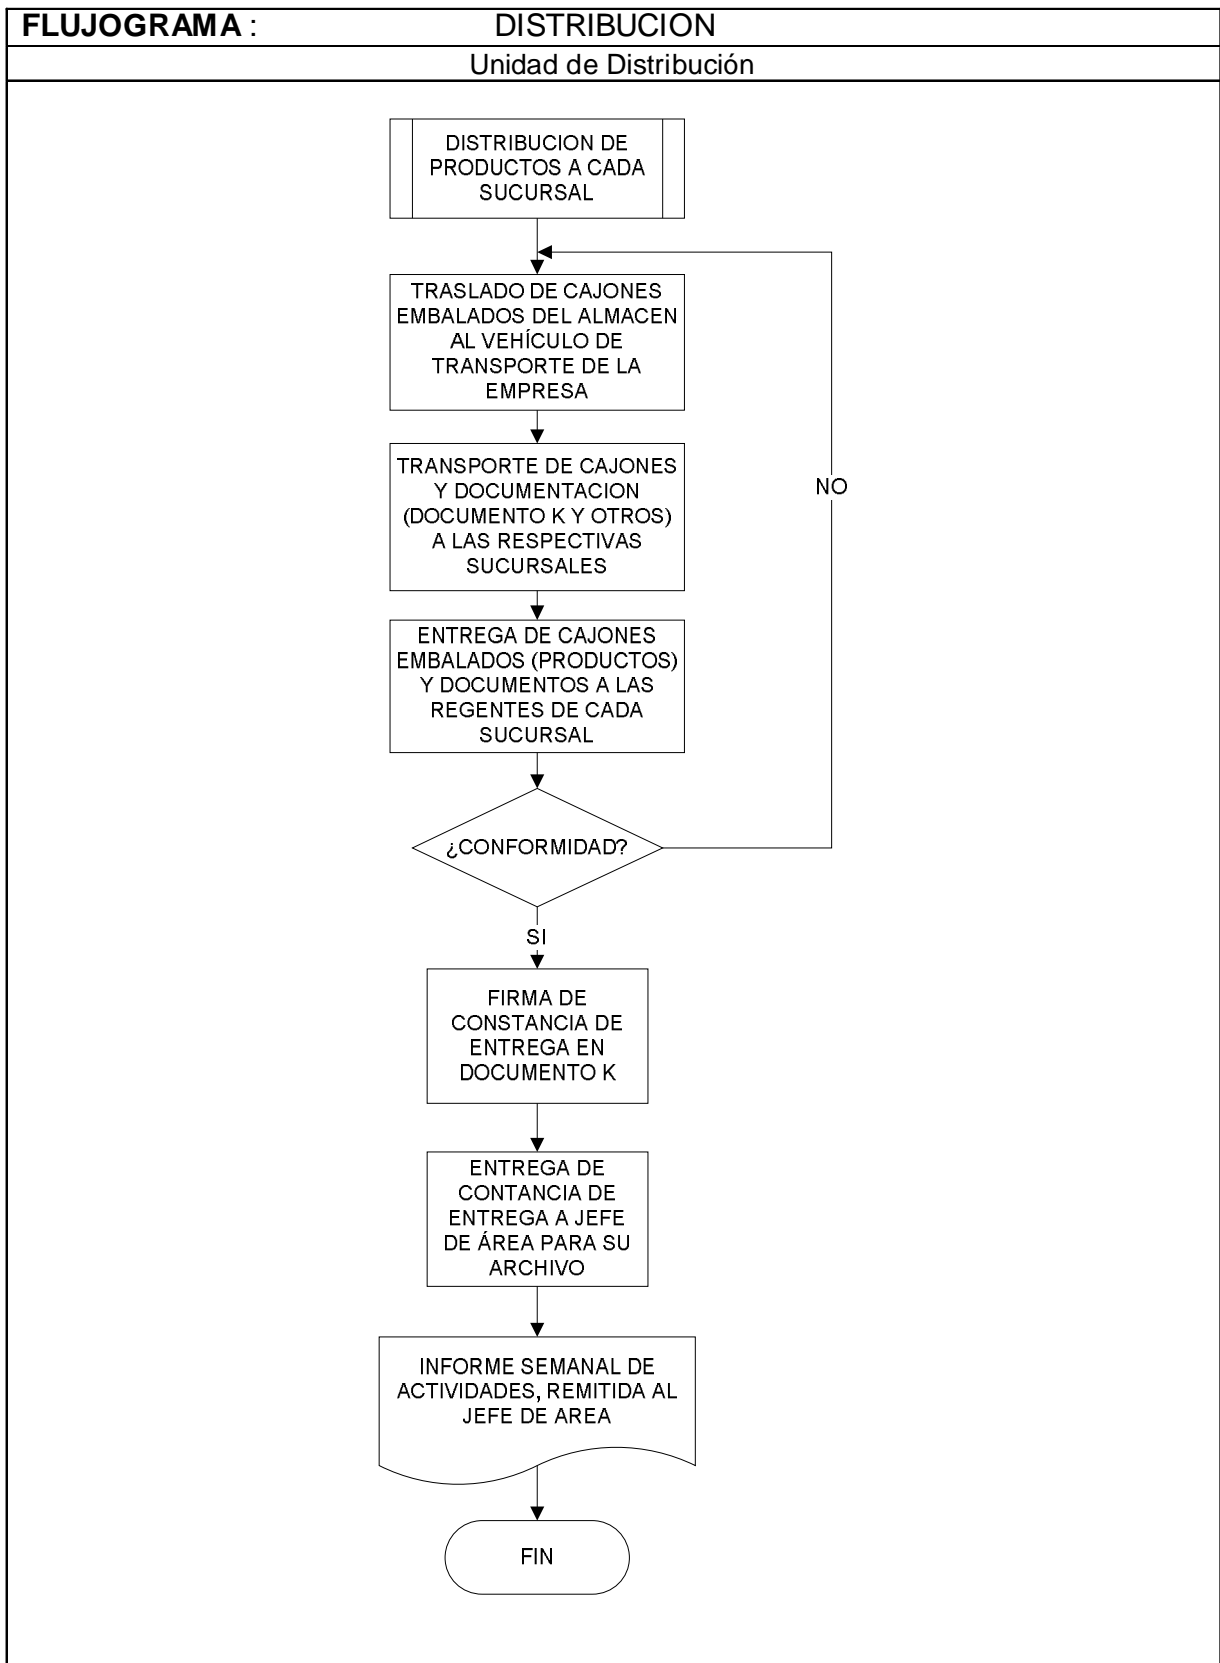 FLUJOGRAMA : DISTRIBUCION
Unidad de Distribución
DISTRIBUCION DE
PRODUCTOS A CADA
SUCURSAL
TRASLADO DE CAJONES
EMBALADOS DEL ALMACEN
AL VEHÍCULO DE
TRANSPORTE DE LA
EMPRESA
TRANSPORTE DE CAJONES
Y DOCUMENTACION
(DOCUMENTO K Y OTROS)
A LAS RESPECTIVAS
SUCURSALES
NO
ENTREGA DE CAJONES
EMBALADOS (PRODUCTOS)
Y DOCUMENTOS A LAS
REGENTES DE CADA
SUCURSAL
¿CONFORMIDAD?
SI
FIRMA DE
CONSTANCIA DE
ENTREGA EN
DOCUMENTO K
ENTREGA DE
CONTANCIA DE
ENTREGA A JEFE
DE ÁREA PARA SU
ARCHIVO
INFORME SEMANAL DE
ACTIVIDADES, REMITIDA AL
JEFE DE AREA
FIN